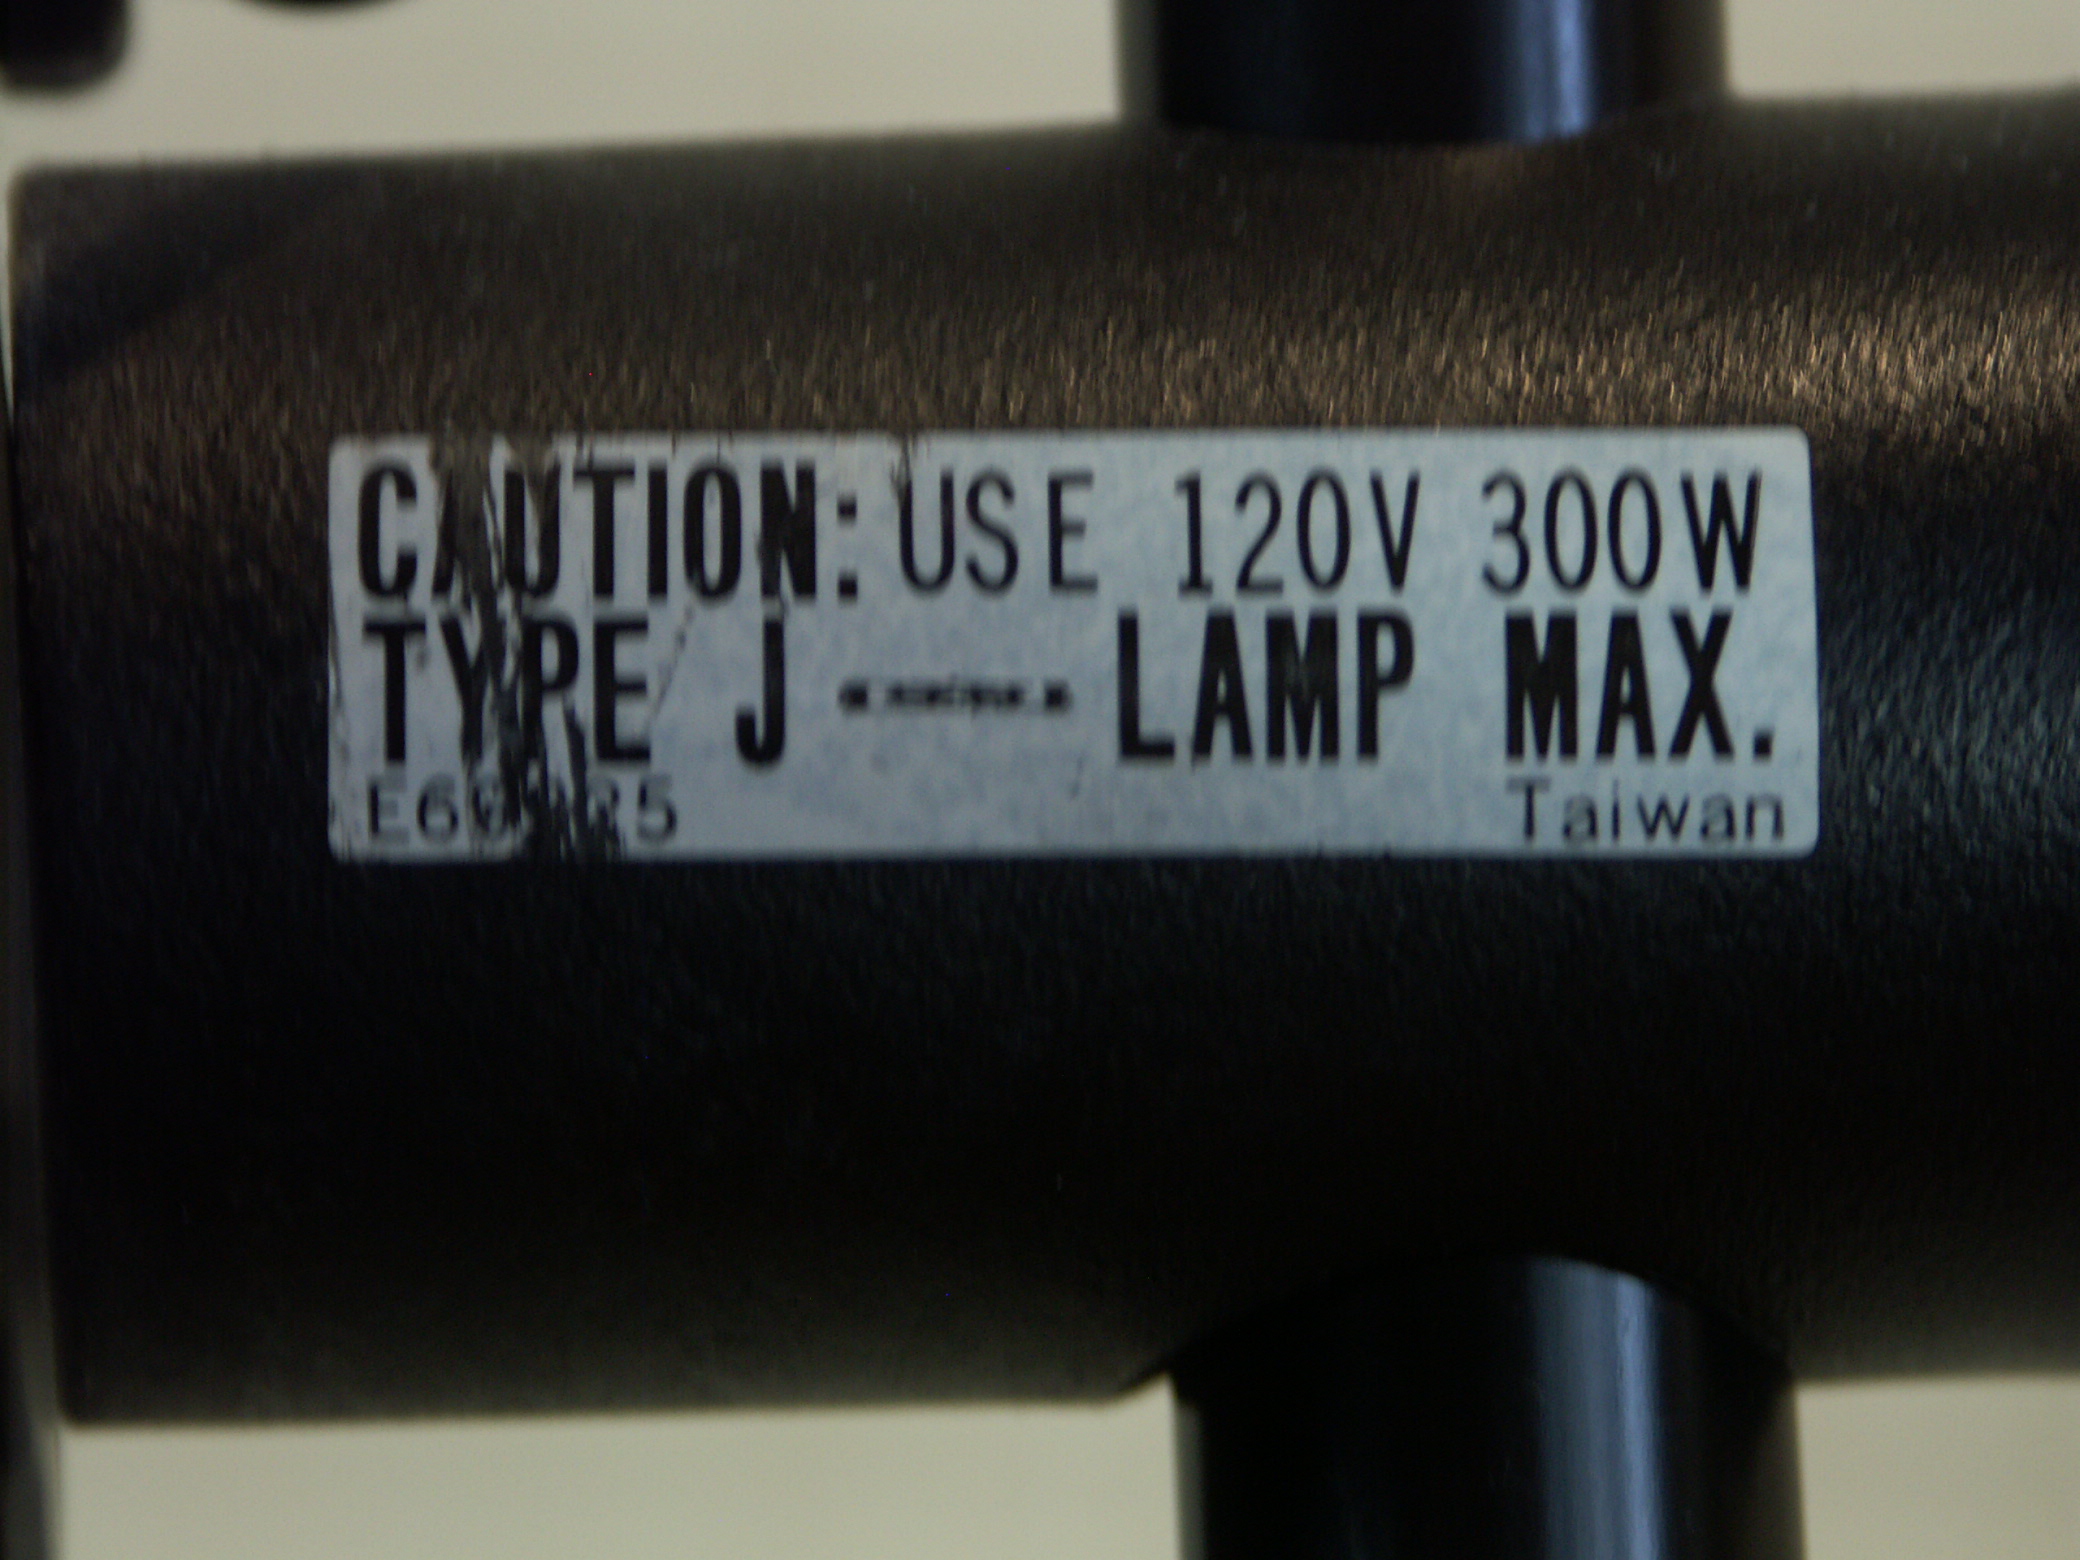 CAUTION: USE 120V 300W
TYPE J LAMP MAX.
Taiwan